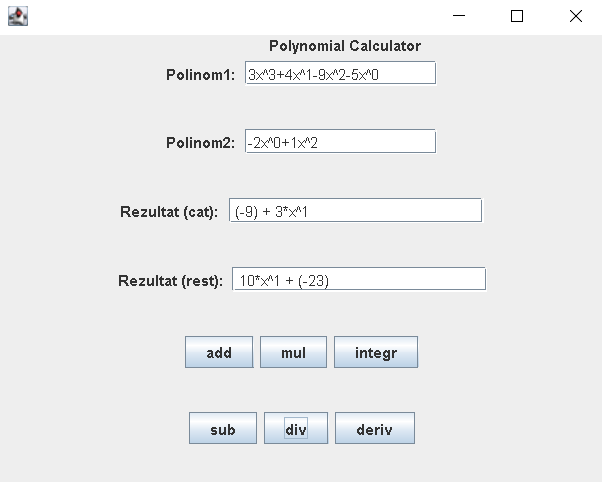 Polynomial Calculator
Polinom1: 3x^3+4x^1-9x^2-5x^0
Polinom2: -2x^0+1x^2
Rezultat (cat): (-9) + 3*x^1
Rezultat (rest): 10*x^1 + (-23)
add mul integr
sub div deriv